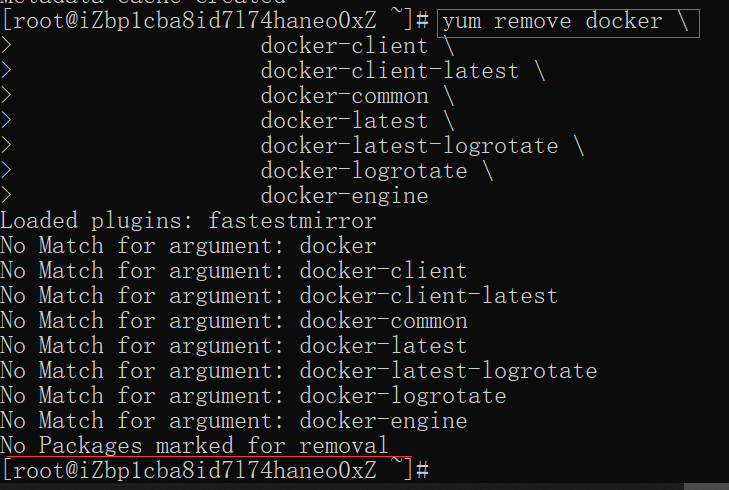 Metadata Cache Created
[root@iZbp1cba8id7l74haneo0xZ ~]# yum remove docker \
> docker-client \
> docker-client-latest \
> docker-common \
> docker-latest \
> docker-latest-logrotate \
> docker-logrotate \
> docker-engine
Loaded plugins: fastestmirror
No Match for argument: docker
No Match for argument: docker-client
No Match for argument: docker-client-latest
No Match for argument: docker-common
No Match for argument: docker-latest
No Match for argument: docker-latest-logrotate
No Match for argument: docker-logrotate
No Match for argument: docker-engine
No Packages marked for removal
[root@iZbp1cba8id7l74haneo0xZ ~]#